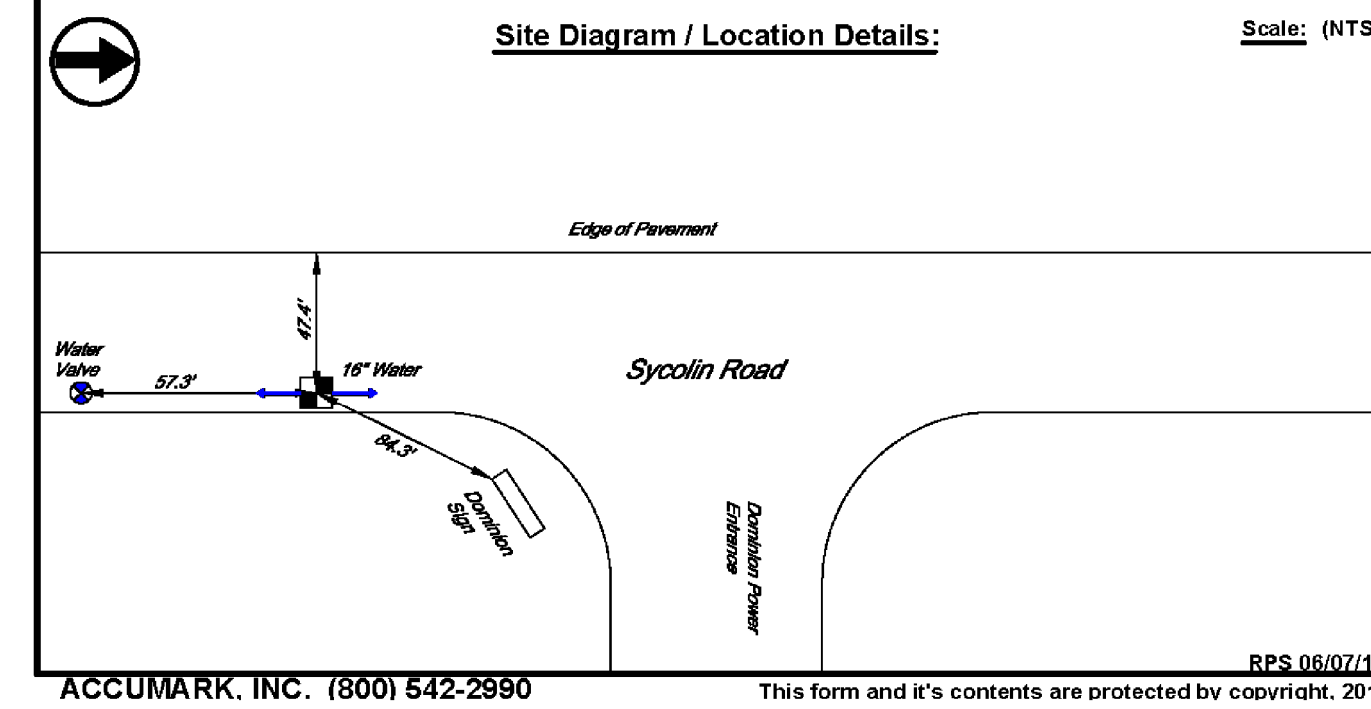 Site Diagram / Location Details:
Scale: (NTS
Edge of Pavement
47.4'
Water
Valve
57.3'
16" Water
Sycolin Road
84.3'
Dominion
Sign
Dominion Power
Entrance
RPS 06/07/1
ACCUMARK, INC. (800) 542-2990
This form and it's contents are protected by copyright, 201